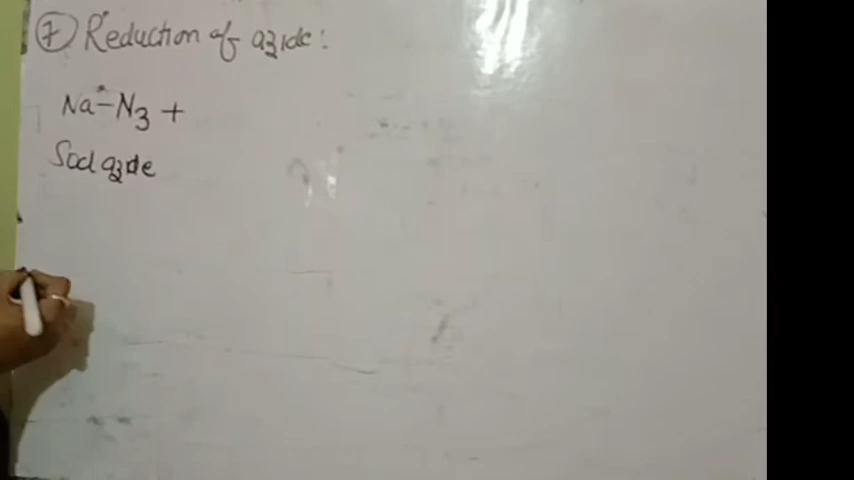 ⑦ Reduction of azide:
Na-N3 +
Sod azide